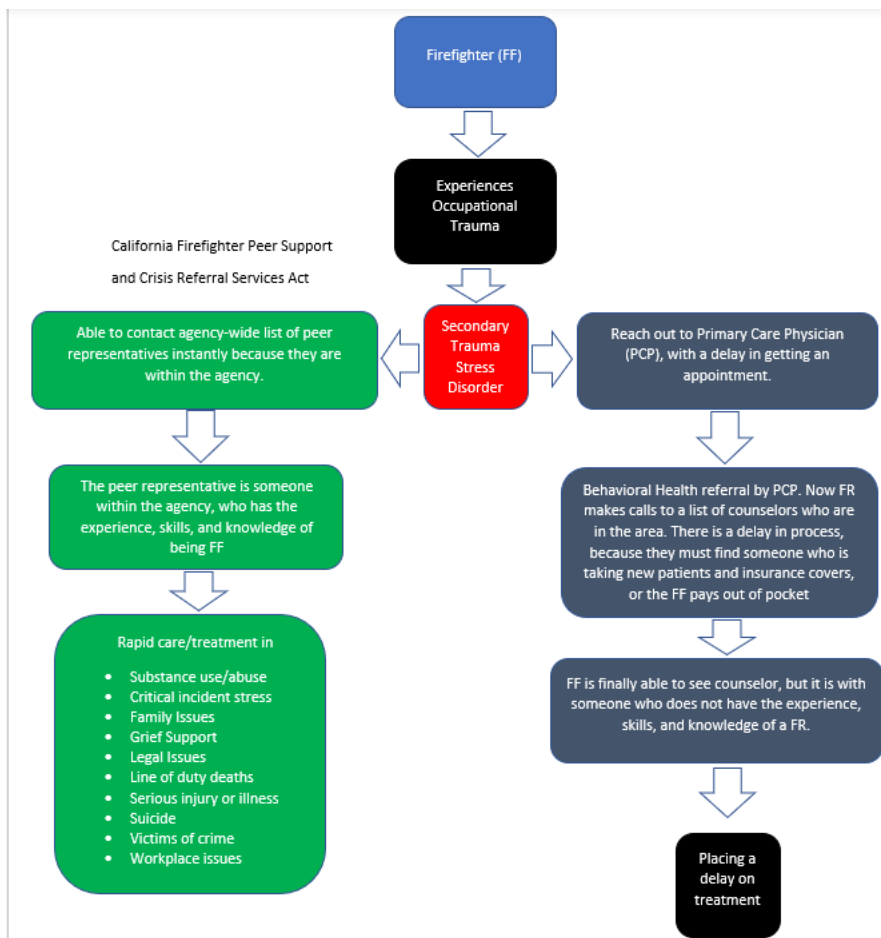 Firefighter (FF)
Experiences
Occupational
Trauma
California Firefighter Peer Support
and Crisis Referral Services Act
Secondary
Trauma
Stress
Disorder
Able to contact agency-wide list of peer
representatives instantly because they are
within the agency.
The peer representative is someone
within the agency, who has the
experience, skills, and knowledge of
being FF
Rapid care/treatment in
• Substance use/abuse
• Critical incident stress
• Family Issues
• Grief Support
• Legal Issues
• Line of duty deaths
• Serious injury or illness
• Suicide
• Victims of crime
• Workplace issues
Reach out to Primary Care Physician
(PCP), with a delay in getting an
appointment.
Behavioral Health referral by PCP. Now FR
makes calls to a list of counselors who are
in the area. There is a delay in process,
because they must find someone who is
taking new patients and insurance covers,
or the FF pays out of pocket
FF is finally able to see counselor, but it is with
someone who does not have the experience,
skills, and knowledge of a FR.
Placing a
delay on
treatment